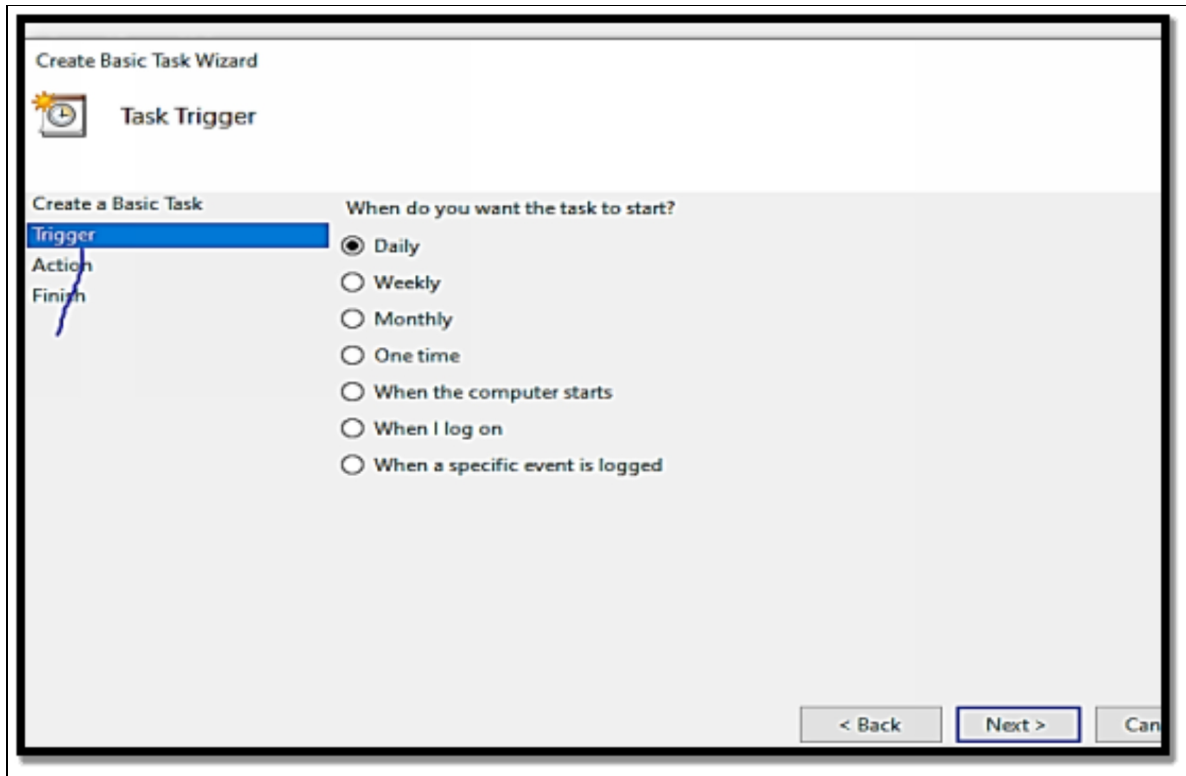 Create Basic Task Wizard
Task Trigger
Create a Basic Task
Trigger
Action
Finish
When do you want the task to start?
Daily
Weekly
Monthly
One time
When the computer starts
When I log on
When a specific event is logged
< Back
Next >
Can